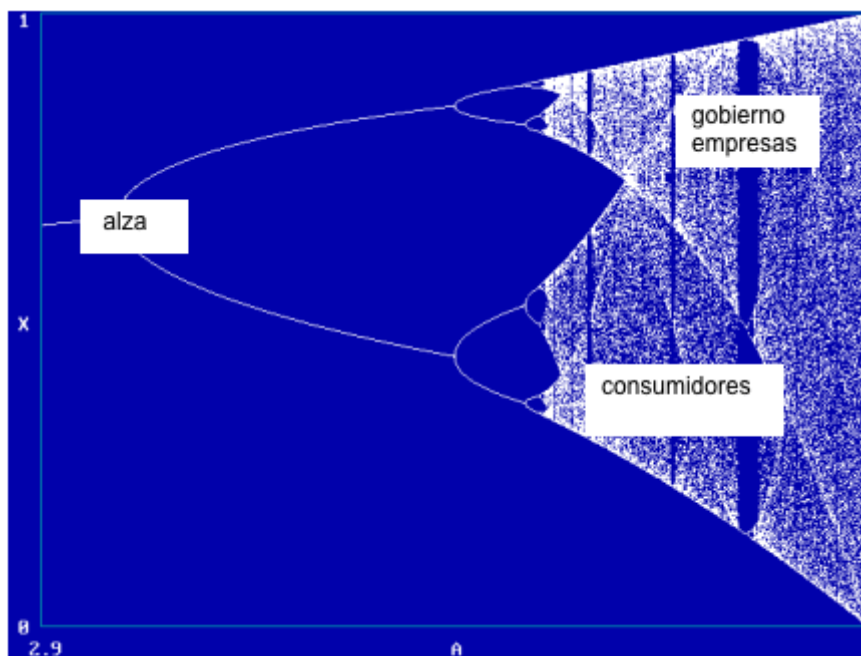 1
gobierno
empresas
alza
X
consumidores
0
2.9
A